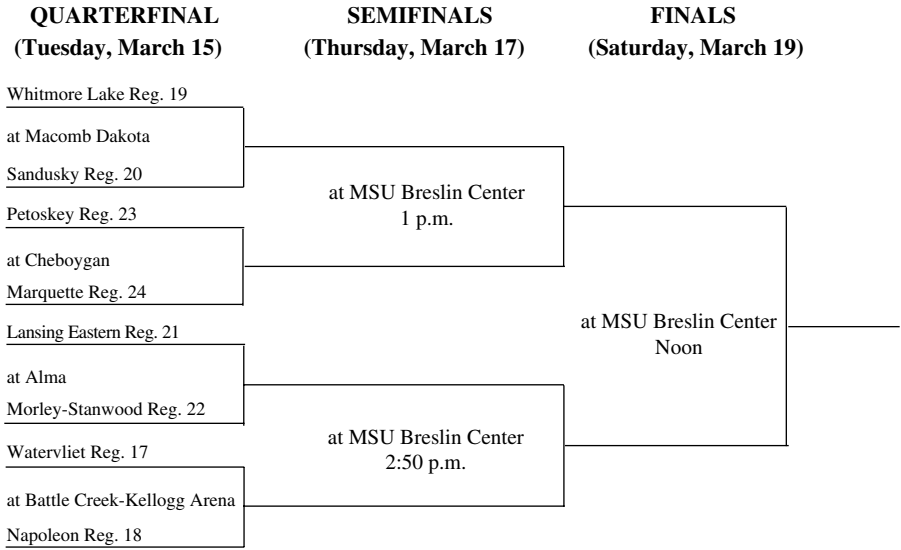 QUARTERFINAL
(Tuesday, March 15)
SEMIFINALS
(Thursday, March 17)
FINALS
(Saturday, March 19)
Whitmore Lake Reg. 19
at Macomb Dakota
Sandusky Reg. 20
Petoskey Reg. 23
at Cheboygan
Marquette Reg. 24
Lansing Eastern Reg. 21
at Alma
Morley-Stanwood Reg. 22
Watervliet Reg. 17
at Battle Creek-Kellogg Arena
Napoleon Reg. 18
at MSU Breslin Center
1 p.m.
at MSU Breslin Center
2:50 p.m.
at MSU Breslin Center
Noon